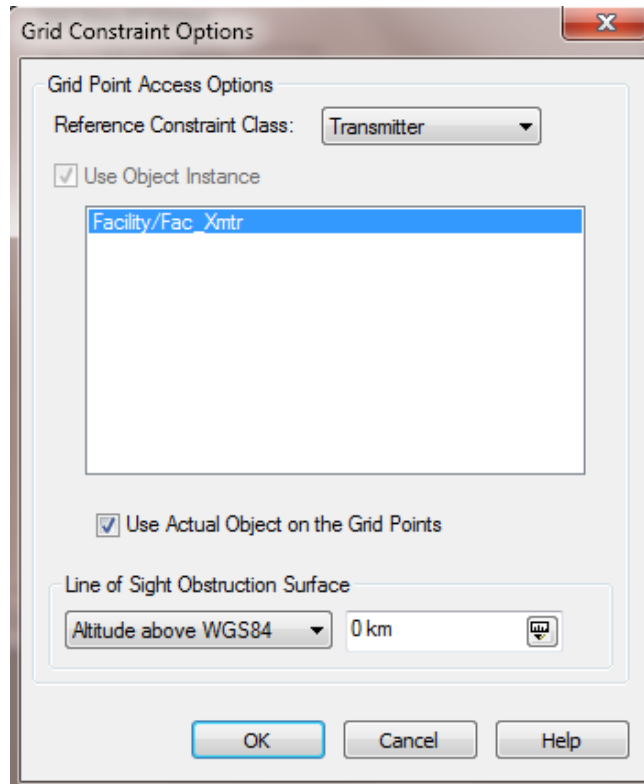 Grid Constraint Options
Grid Point Access Options
Reference Constraint Class: Transmitter
Use Object Instance
Facility/Fac_Xmtr
Use Actual Object on the Grid Points
Line of Sight Obstruction Surface
Altitude above WGS84 0 km
OK Cancel Help